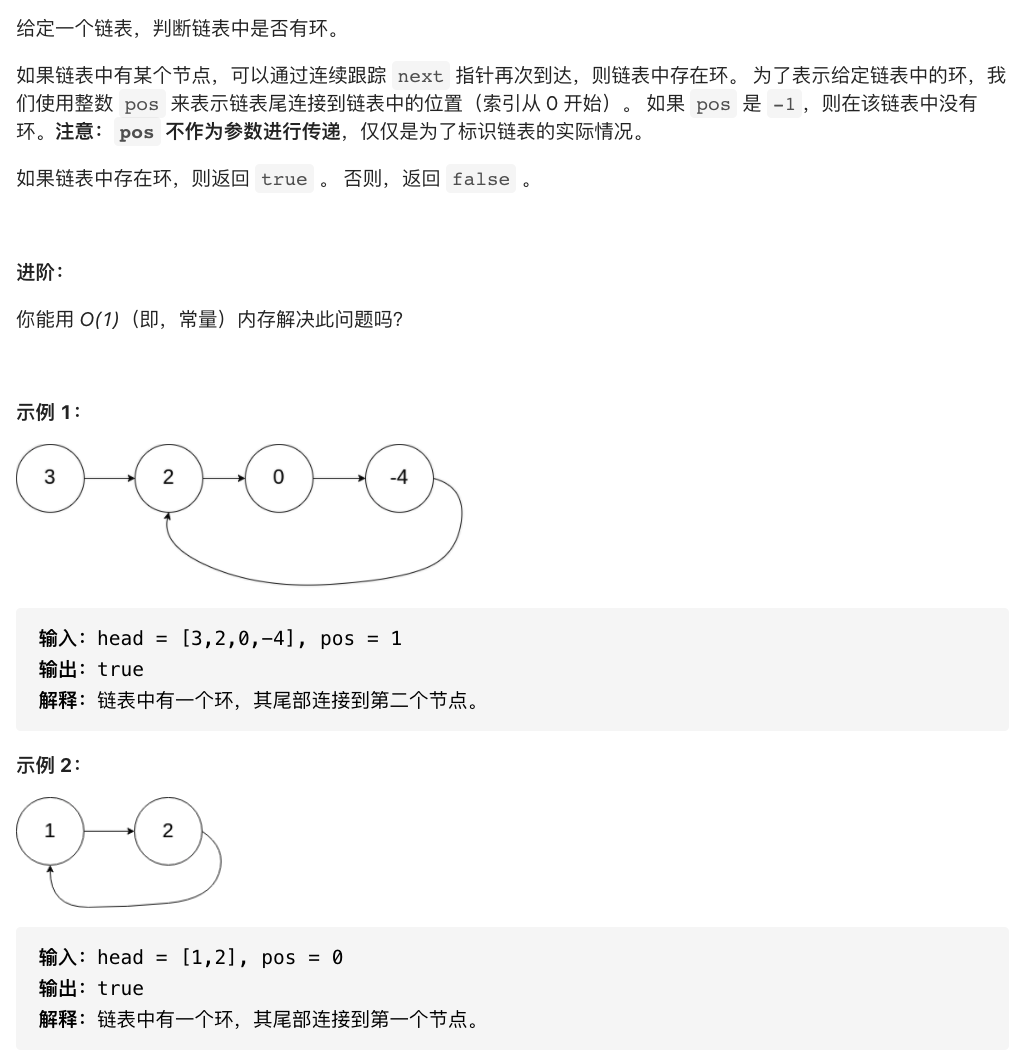 给定一个链表，判断链表中是否有环。
如果链表中有某个节点，可以通过连续跟踪 next 指针再次到达，则链表中存在环。 为了表示给定链表中的环，我
们使用整数 pos 来表示链表尾连接到链表中的位置（索引从 0 开始）。 如果 pos 是 -1，则在该链表中没有
环。注意：pos 不作为参数进行传递，仅仅是为了标识链表的实际情况。
如果链表中存在环，则返回 true 。 否则，返回 false 。
进阶：
你能用 O(1)（即，常量）内存解决此问题吗？
示例 1：
3 2 0 -4
输入：head = [3,2,0,-4], pos = 1
输出：true
解释：链表中有一个环，其尾部连接到第二个节点。
示例 2：
1 2
输入：head = [1,2], pos = 0
输出：true
解释：链表中有一个环，其尾部连接到第一个节点。